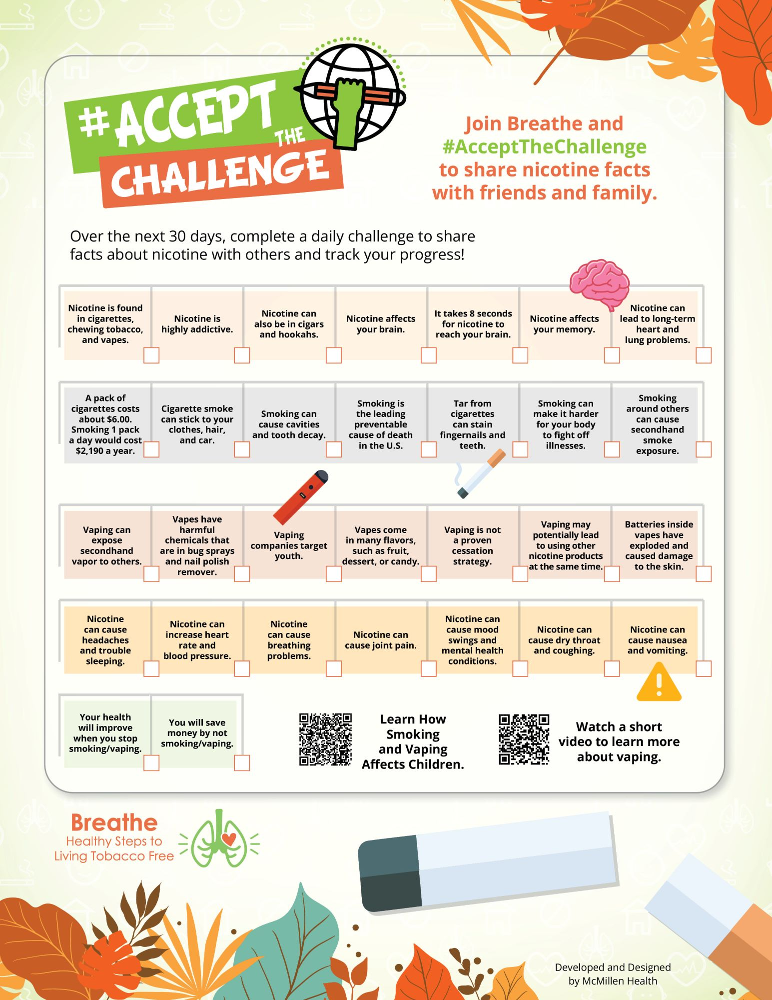 #ACCEPT
THE
CHALLENGE
Join Breathe and
#AcceptTheChallenge
to share nicotine facts
with friends and family.
Over the next 30 days, complete a daily challenge to share
facts about nicotine with others and track your progress!
Nicotine is found
in cigarettes,
chewing tobacco,
and vapes.
Nicotine is
highly addictive.
Nicotine can
also be in cigars
and hookahs.
Nicotine affects
your brain.
It takes 8 seconds
for nicotine to
reach your brain.
Nicotine affects
your memory.
Nicotine can
lead to long-term
heart and
lung problems.
A pack of
cigarettes costs
about $6.00.
Smoking 1 pack
a day would cost
$2,190 a year.
Cigarette smoke
can stick to your
clothes, hair,
and car.
Smoking can
cause cavities
and tooth decay.
Smoking is
the leading
preventable
cause of death
in the U.S.
Tar from
cigarettes
can stain
fingernails and
teeth.
Smoking can
make it harder
for your body
to fight off
illnesses.
Smoking
around others
can cause
secondhand
smoke
exposure.
Vaping can
expose
secondhand
vapor to others.
Vapes have
harmful
chemicals that
are in bug sprays
and nail polish
remover.
Vaping
companies target
youth.
Vapes come
in many flavors,
such as fruit,
dessert, or candy.
Vaping is not
a proven
cessation
strategy.
Vaping may
potentially lead
to using other
nicotine products
at the same time.
Batteries inside
vapes have
exploded and
caused damage
to the skin.
Nicotine
can cause
headaches
and trouble
sleeping.
Nicotine can
increase heart
rate and
blood pressure.
Nicotine
can cause
breathing
problems.
Nicotine can
cause joint pain.
Nicotine can
cause mood
swings and
mental health
conditions.
Nicotine can
cause dry throat
and coughing.
Nicotine can
cause nausea
and vomiting.
Your health
will improve
when you stop
smoking/vaping.
You will save
money by not
smoking/vaping.
Learn How
Smoking
and Vaping
Affects Children.
Watch a short
video to learn more
about vaping.
Breathe
Healthy Steps to
Living Tobacco Free
Developed and Designed
by McMillen Health